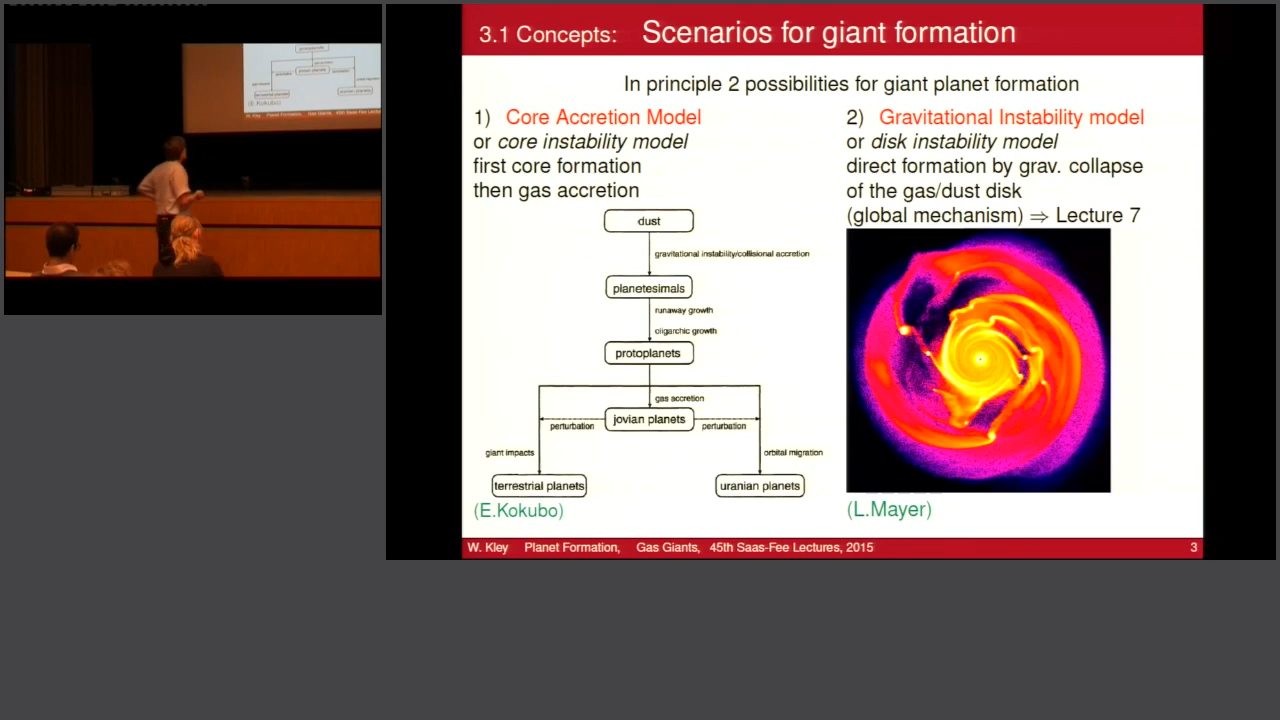 3.1 Concepts: Scenarios for giant formation
In principle 2 possibilities for giant planet formation
1) Core Accretion Model
or core instability model
first core formation
then gas accretion
dust
gravitational instability/collisional accretion
planetesimals
runaway growth
oligarchic growth
protoplanets
gas accretion
jovian planets
perturbation
perturbation
giant impacts
orbital migration
terrestrial planets
uranian planets
(E.Kokubo)
2) Gravitational Instability model
or disk instability model
direct formation by grav. collapse
of the gas/dust disk
(global mechanism) ⇒ Lecture 7
(L.Mayer)
W. Kley Planet Formation, Gas Giants, 45th Saas-Fee Lectures, 2015 3